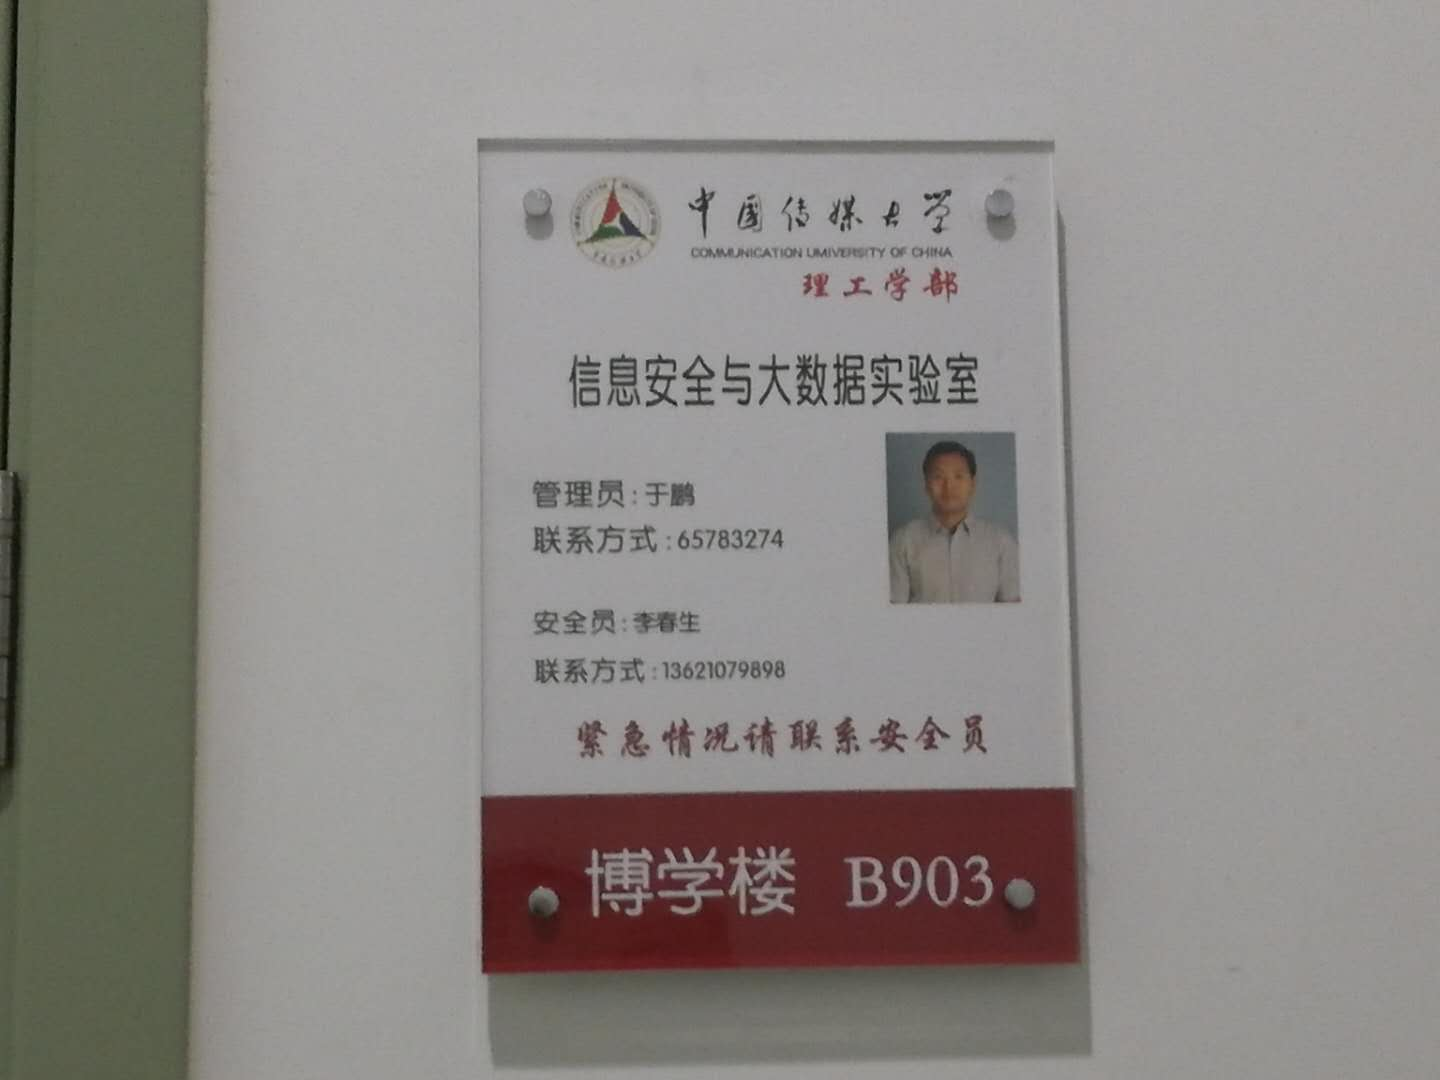 中国传媒大学
COMMUNICATION UMIVERSITY OF CHINA
理工学部
信息安全与大数据实验室
管理员:于鹏
联系方式:65783274
安全员:李春生
联系方式:13621079898
紧急情况请联系安全员
博学楼 B903